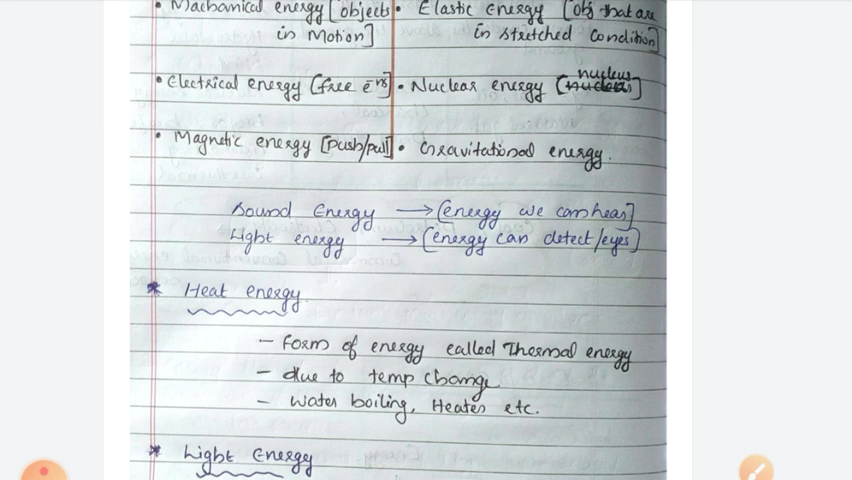 • Machanical energy [objects • Elastic energy [obj that are
in Motion] in stretched condition]
• Electrical energy [free e-ns] • Nuclear energy [nucleus]
• Magnetic energy [push/pull] • Gravitational energy.
Sound Energy → [energy we can hear]
Light energy → [energy can detect/eyes]
* Heat energy
- Form of energy called Thermal energy
- due to temp change
- Water boiling, Heater etc.
* Light Energy